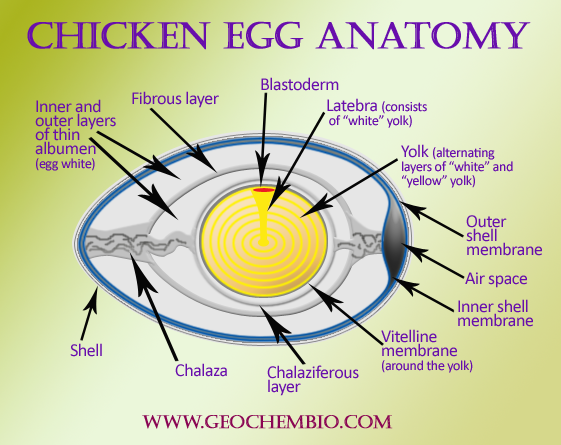 CHICKEN EGG ANATOMY
Blastoderm
Fibrous layer
Latebra (consists
of "white" yolk)
Inner and
outer layers
of thin
albumen
(egg white)
Yolk (alternating
layers of "white" and
"yellow" yolk)
Outer
shell
membrane
Air space
Inner shell
membrane
Vitelline
membrane
(around the yolk)
Shell
Chalaza
Chalaziferous
layer
WWW.GEOCHEMBIO.COM